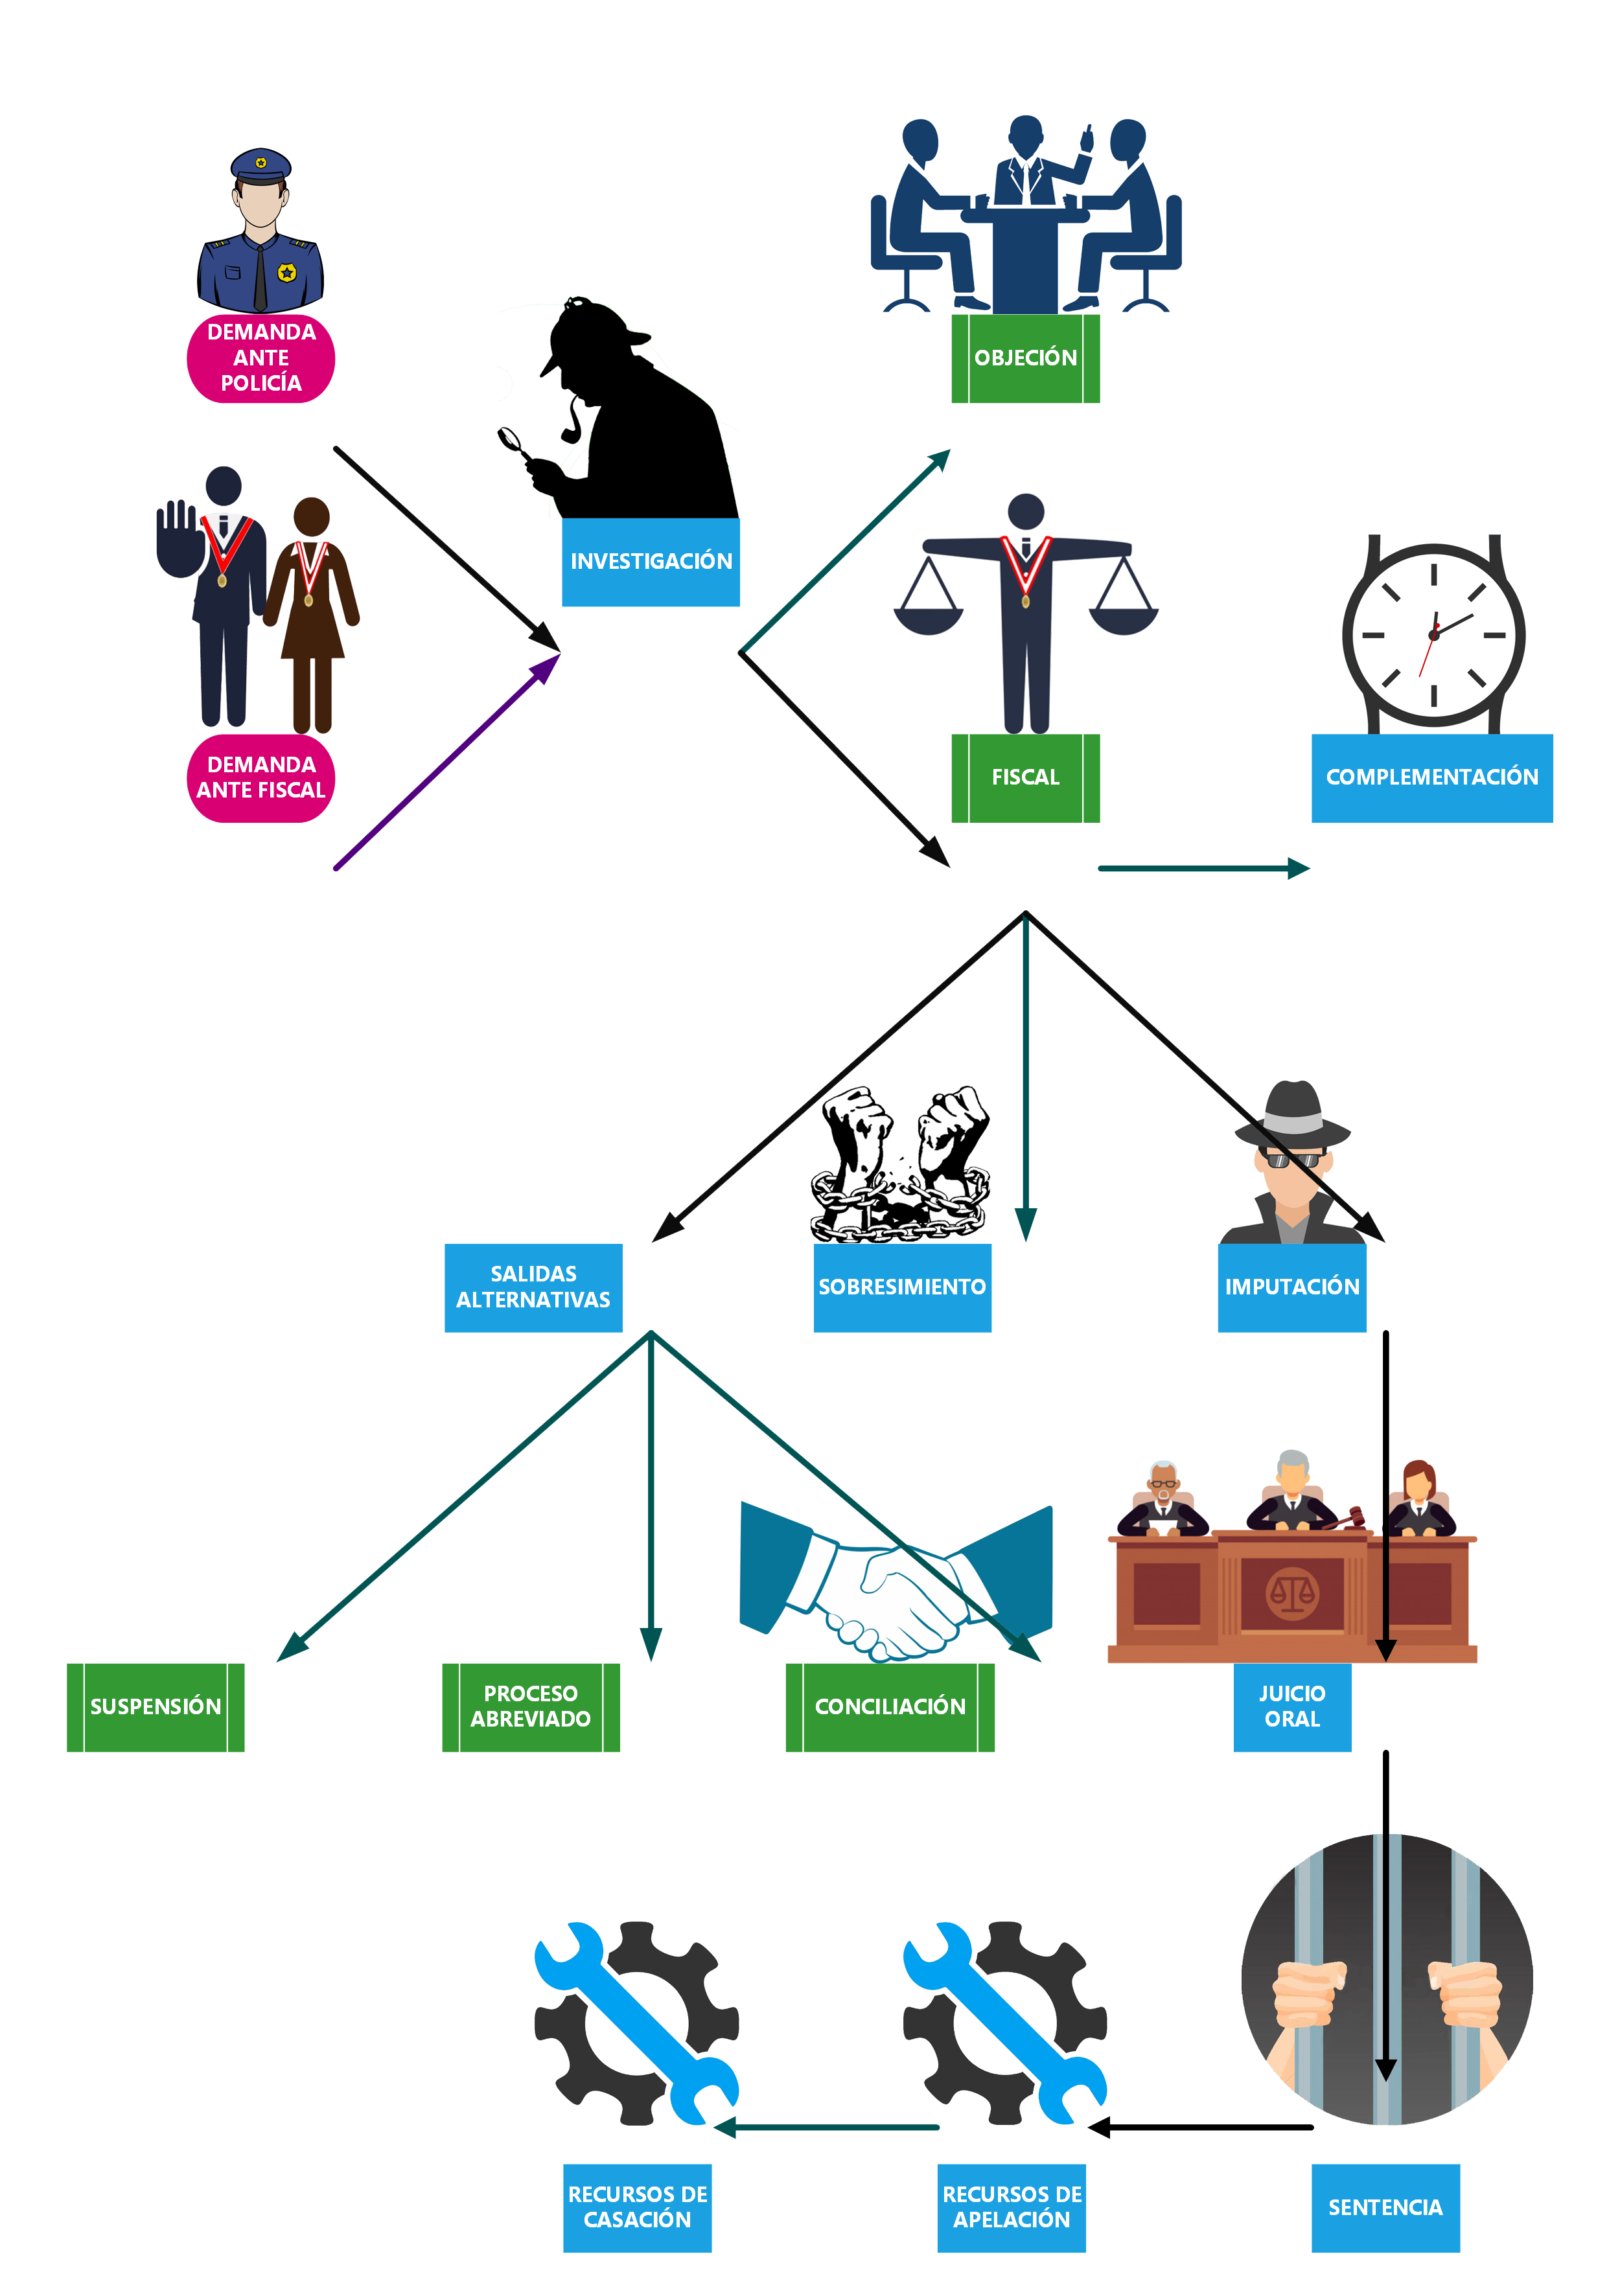 DEMANDA
ANTE
POLICÍA
OBJECIÓN
INVESTIGACIÓN
DEMANDA
ANTE FISCAL
FISCAL
COMPLEMENTACIÓN
SALIDAS
ALTERNATIVAS
SOBRESIMIENTO
IMPUTACIÓN
SUSPENSIÓN
PROCESO
ABREVIADO
CONCILIACIÓN
JUICIO
ORAL
RECURSOS DE
CASACIÓN
RECURSOS DE
APELACIÓN
SENTENCIA